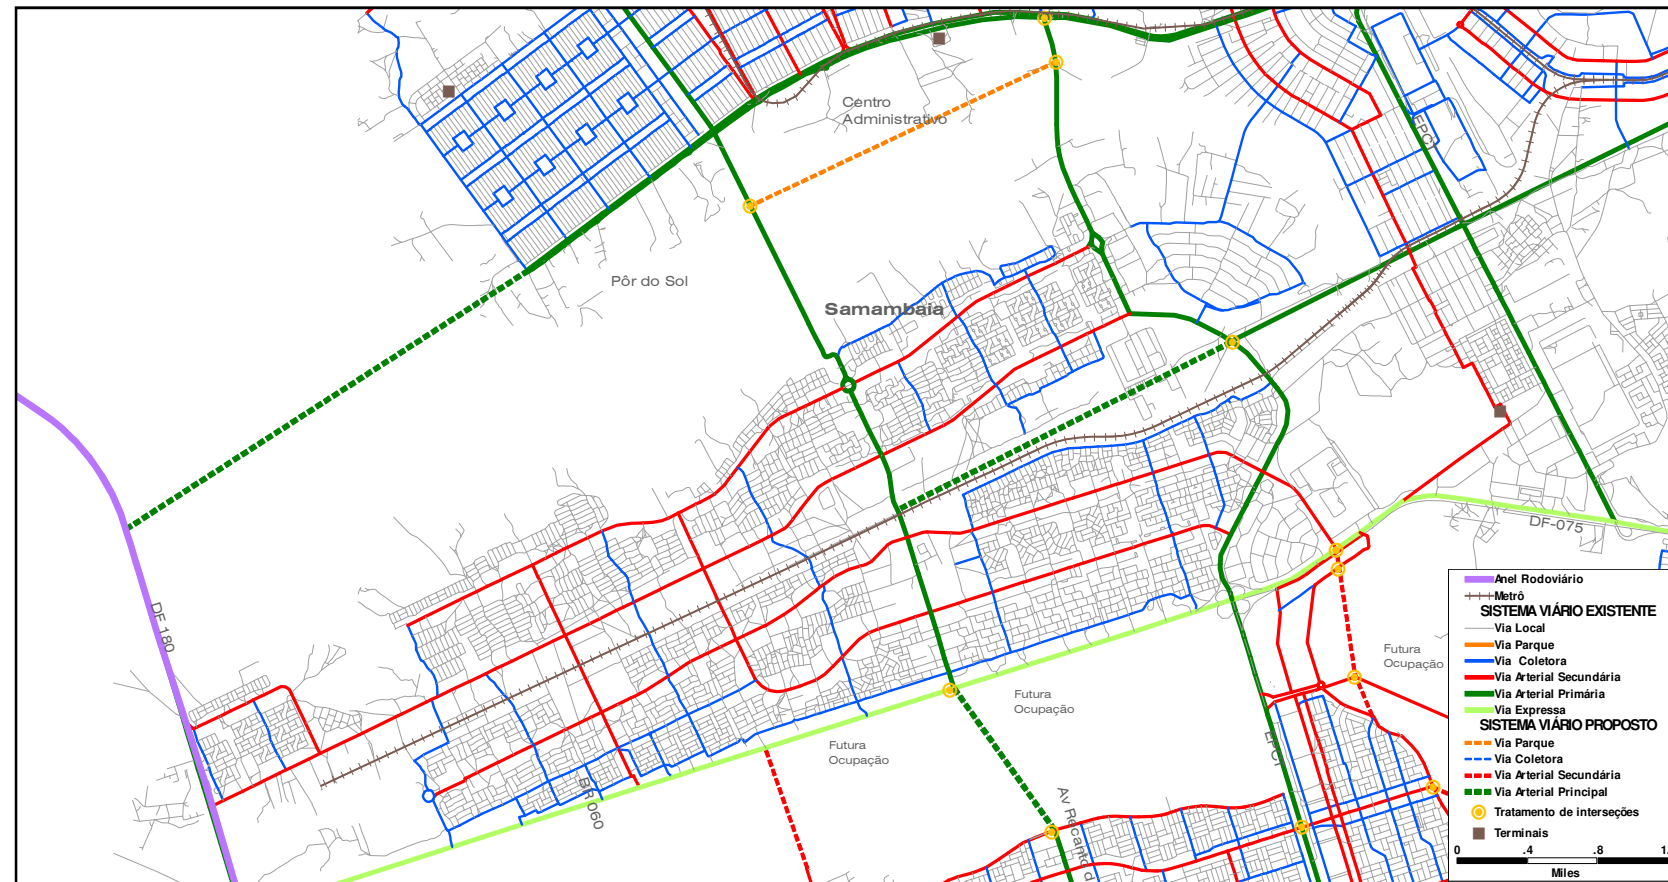 Centro
Administrativo
EPCT
Pôr do Sol
Samambaia
DF-075
DF 180
Futura
Ocupação
Futura
Ocupação
Futura
Ocupação
EPCT
BR 060
Av Recanto d
Anel Rodoviário
Metrô
SISTEMA VIÁRIO EXISTENTE
Via Local
Via Parque
Via Coletora
Via Arterial Secundária
Via Arterial Primária
Via Expressa
SISTEMA VIÁRIO PROPOSTO
Via Parque
Via Coletora
Via Arterial Secundária
Via Arterial Principal
Tratamento de interseções
Terminais
0 .4 .8 1.
Miles